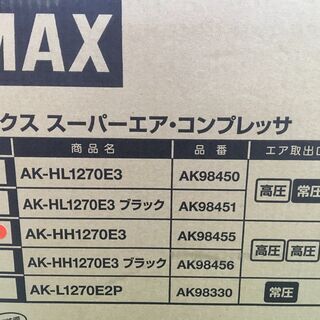 MAX
クス スーパーエア・コンプレッサ
商品名 品番 エア取出口
AK-HL1270E3 AK98450 高圧 常圧
AK-HL1270E3 ブラック AK98451
AK-HH1270E3 AK98455 高圧 高圧
AK-HH1270E3 ブラック AK98456
AK-L1270E2P AK98330 常圧